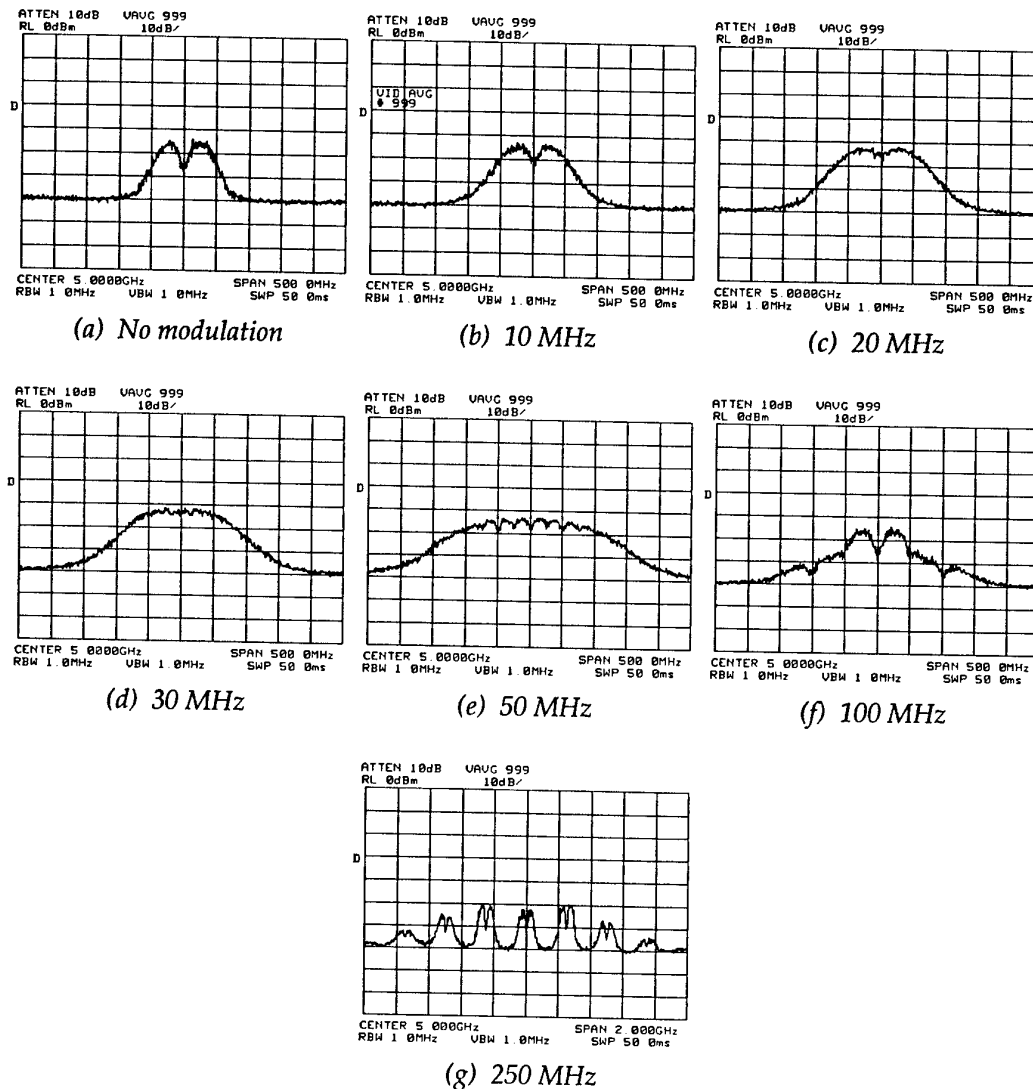 ATTEN 10dB VAVG 999
RL 0dBm 10dB/
D
CENTER 5.0000GHz SPAN 500 0MHz
RBW 1 0MHz VBW 1 0MHz SWP 50 0ms
(a) No modulation
ATTEN 10dB VAVG 999
RL 0dBm 10dB/
VID AVG
999
D
CENTER 5.0000GHz SPAN 500 0MHz
RBW 1.0MHz VBW 1.0MHz SWP 50 0ms
(b) 10 MHz
ATTEN 10dB VAVG 999
RL 0dBm 10dB/
D
CENTER 5.0000GHz SPAN 500 0MHz
RBW 1.0MHz VBW 1.0MHz SWP 50 0ms
(c) 20 MHz
ATTEN 10dB VAVG 999
RL 0dBm 10dB/
D
CENTER 5 0000GHz SPAN 500 0MHz
RBW 1.0MHz VBW 1.0MHz SWP 50 0ms
(d) 30 MHz
ATTEN 10dB VAVG 999
RL 0dBm 10dB/
D
CENTER 5.0000GHz SPAN 500 0MHz
RBW 1.0MHz VBW 1.0MHz SWP 50 0ms
(e) 50 MHz
ATTEN 10dB VAVG 999
RL 0dBm 10dB/
D
CENTER 5 0000GHz SPAN 500 0MHz
RBW 1 0MHz VBW 1 0MHz SWP 50 0ms
(f) 100 MHz
ATTEN 10dB VAVG 999
RL 0dBm 10dB/
D
CENTER 5 000GHz SPAN 2.000GHz
RBW 1 0MHz VBW 1.0MHz SWP 50 0ms
(g) 250 MHz